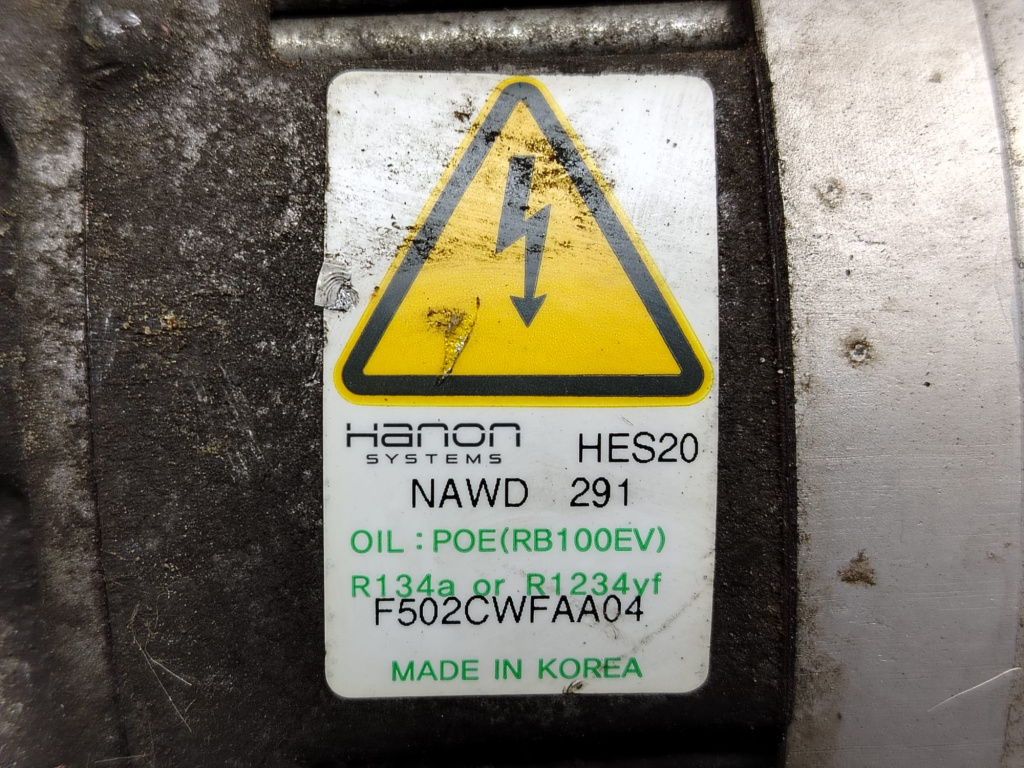 Hanon
SYSTEMS
HES20
NAWD 291
OIL : POE(RB100EV)
R134a or R1234yf
F502CWFAA04
MADE IN KOREA